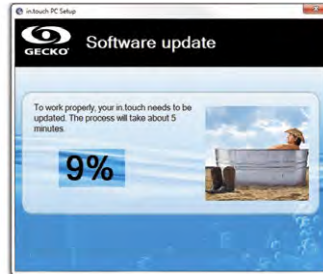 in.touch PC Setup
GECKO®
Software update
To work properly, your in.touch needs to be
updated. The process will take about 5
minutes.
9%